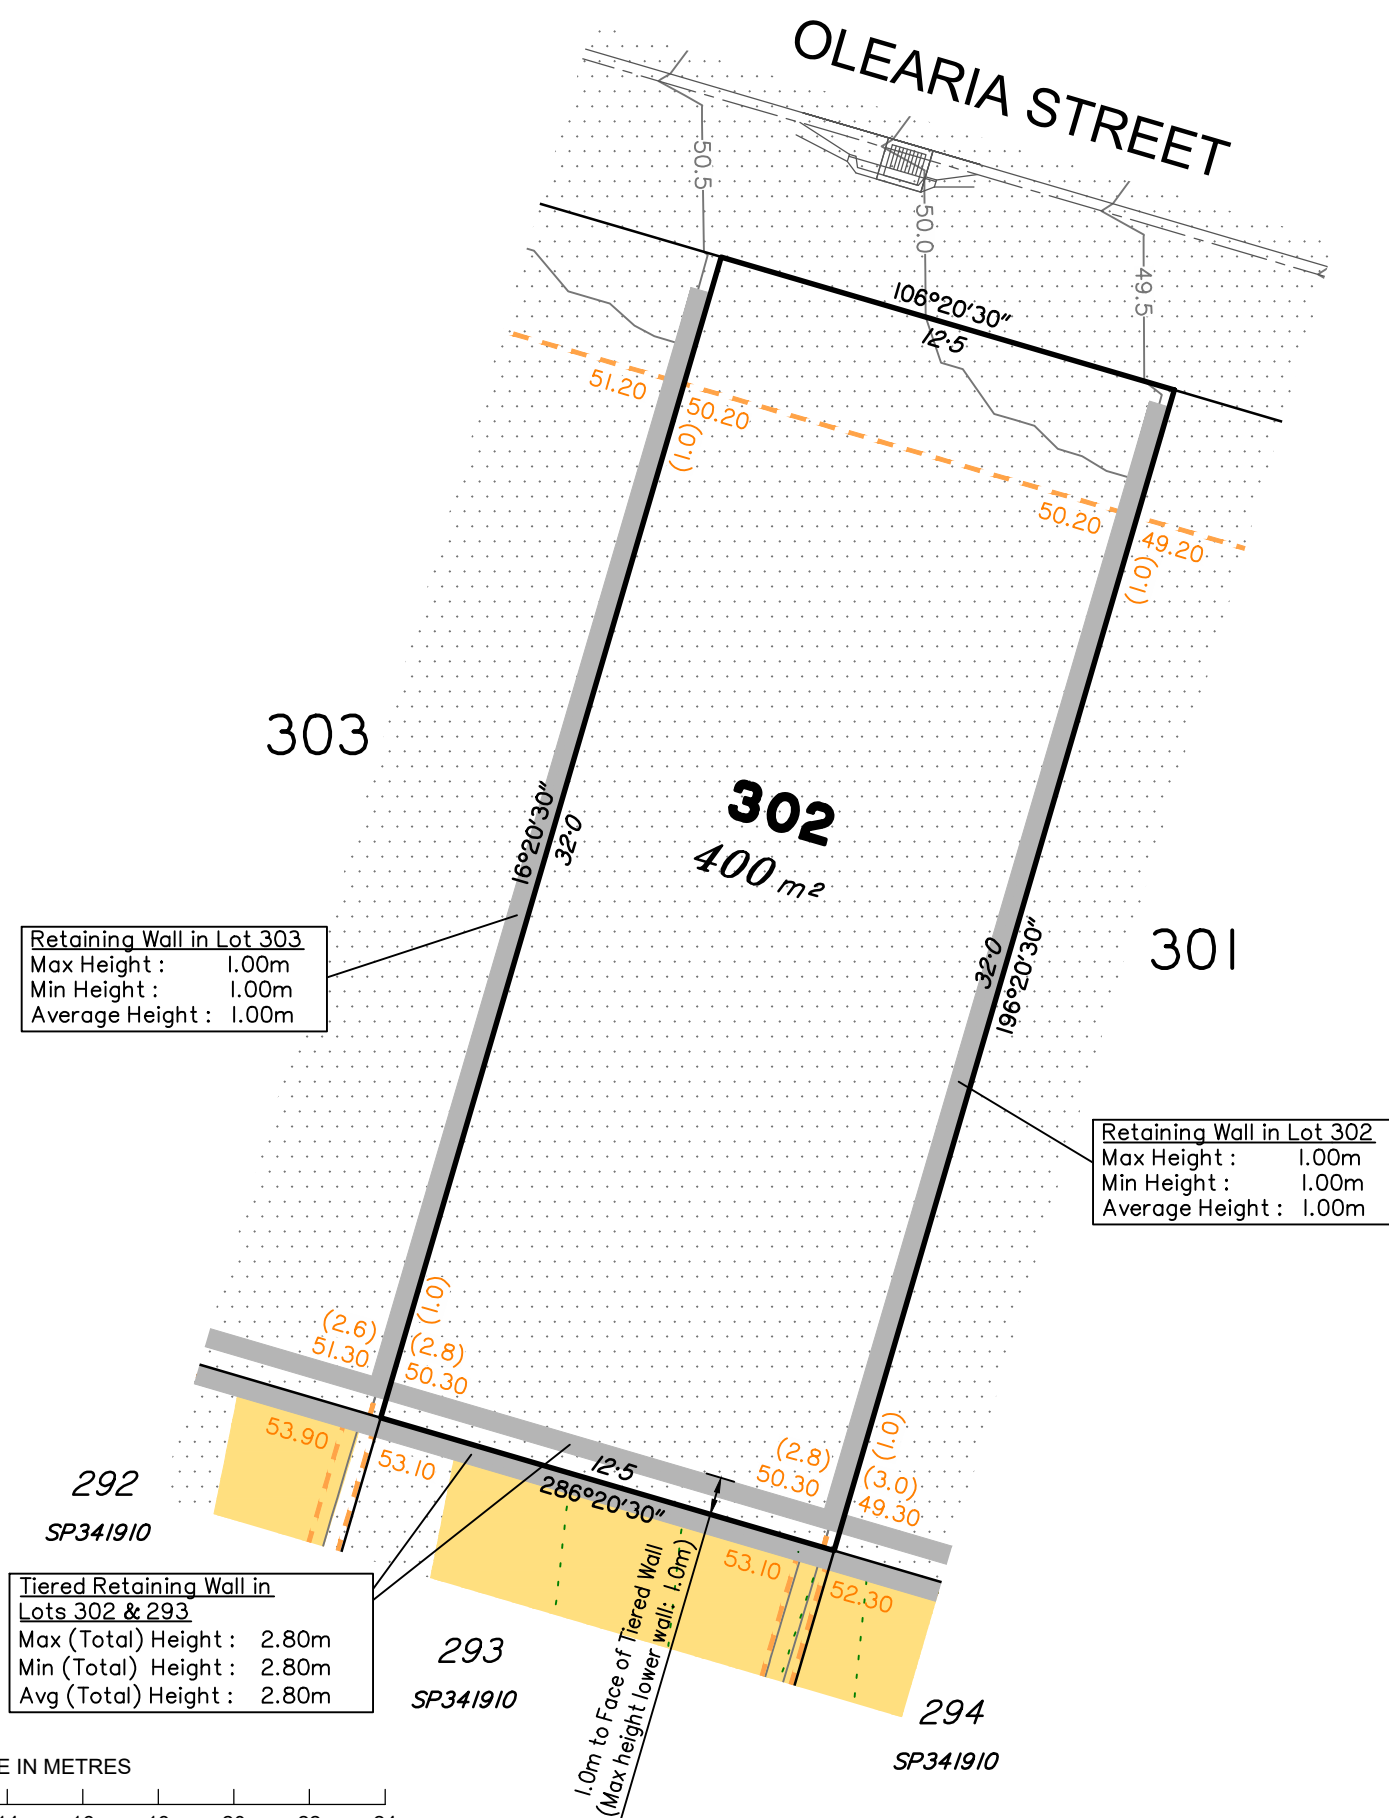 OLEARIA STREET
50.5
50.0
49.5
106°20'30"
12·5
51.20
50.20
(1.0)
50.20
49.20
(1.0)
303
302
400 m²
301
16°20'30"
32·0
32·0
196°20'30"
Retaining Wall in Lot 303
Max Height : 1.00m
Min Height : 1.00m
Average Height : 1.00m
Retaining Wall in Lot 302
Max Height : 1.00m
Min Height : 1.00m
Average Height : 1.00m
(1.0)
(2.6)
51.30
(2.8)
50.30
(2.8)
50.30
(1.0)
(3.0)
49.30
53.90
53.10
12·5
286°20'30"
53.10
52.30
292
SP341910
Tiered Retaining Wall in
Lots 302 & 293
Max (Total) Height : 2.80m
Min (Total) Height : 2.80m
Avg (Total) Height : 2.80m
293
SP341910
1.0m to Face of Tiered Wall
(Max height lower wall: 1.0m)
294
SP341910
E IN METRES